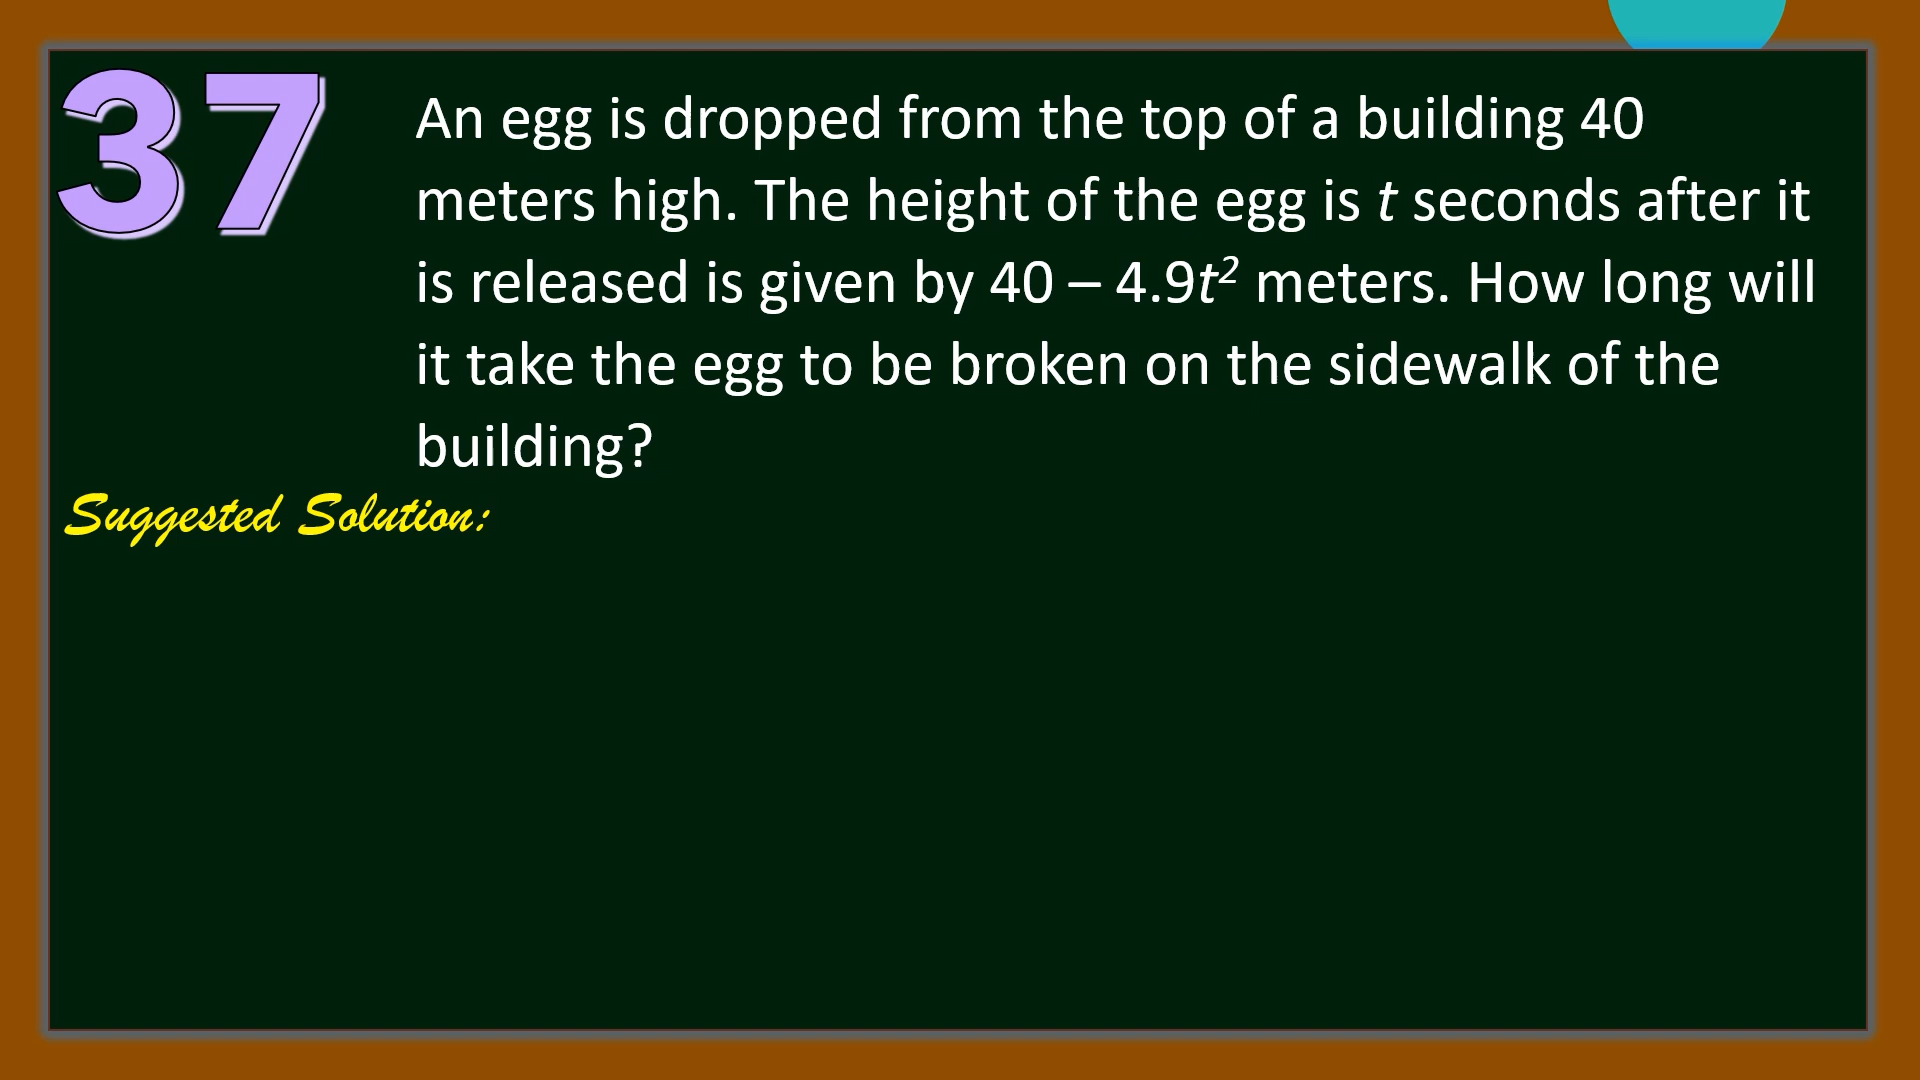 37
An egg is dropped from the top of a building 40
meters high. The height of the egg is t seconds after it
is released is given by 40 – 4.9t² meters. How long will
it take the egg to be broken on the sidewalk of the
building?
Suggested Solution: